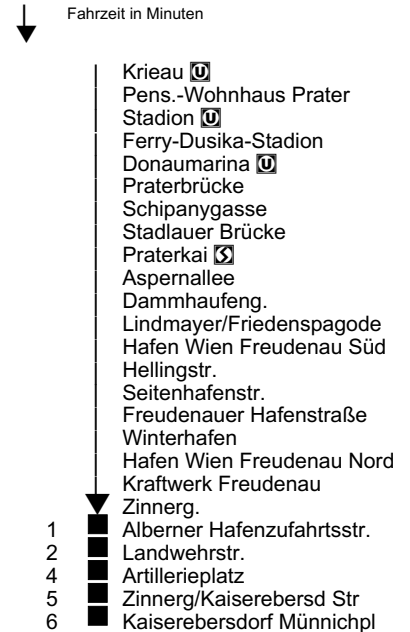 Fahrzeit in Minuten
Krieau U
Pens.-Wohnhaus Prater
Stadion U
Ferry-Dusika-Stadion
Donaumarina U
Praterbrücke
Schipanygasse
Stadlauer Brücke
Praterkai S
Aspernallee
Dammhaufeng.
Lindmayer/Friedenspagode
Hafen Wien Freudenau Süd
Hellingstr.
Seitenhafenstr.
Freudenauer Hafenstraße
Winterhafen
Hafen Wien Freudenau Nord
Kraftwerk Freudenau
Zinnerg.
1 Alberner Hafenzufahrtsstr.
2 Landwehrstr.
4 Artillerieplatz
5 Zinnerg/Kaiserebersd Str
6 Kaiserebersdorf Münnichpl